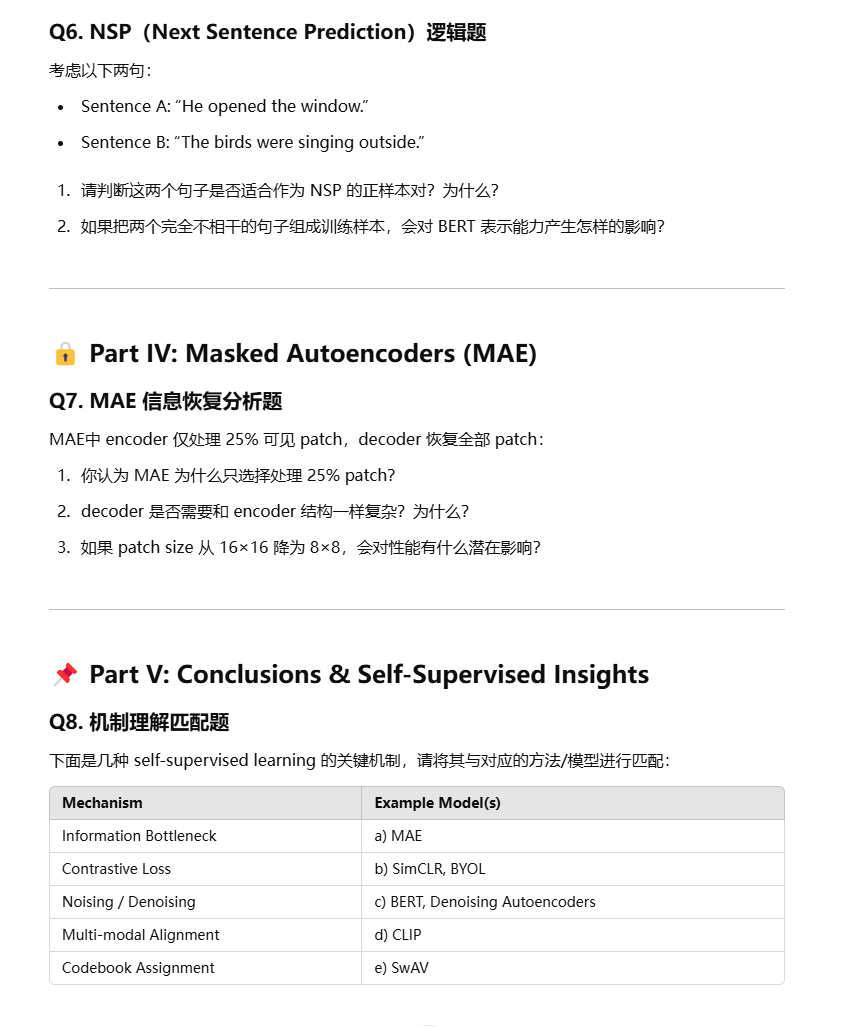 Q6. NSP（Next Sentence Prediction）逻辑题
考虑以下两句：
• Sentence A: “He opened the window.”
• Sentence B: “The birds were singing outside.”
1. 请判断这两个句子是否适合作为 NSP 的正样本对？为什么？
2. 如果把两个完全不相干的句子组成训练样本，会对 BERT 表示能力产生怎样的影响？
Part IV: Masked Autoencoders (MAE)
Q7. MAE 信息恢复分析题
MAE中 encoder 仅处理 25% 可见 patch，decoder 恢复全部 patch：
1. 你认为 MAE 为什么只选择处理 25% patch？
2. decoder 是否需要和 encoder 结构一样复杂？为什么？
3. 如果 patch size 从 16×16 降为 8×8，会对性能有什么潜在影响？
Part V: Conclusions & Self-Supervised Insights
Q8. 机制理解匹配题
下面是几种 self-supervised learning 的关键机制，请将其与对应的方法/模型进行匹配：
Mechanism Example Model(s)
Information Bottleneck a) MAE
Contrastive Loss b) SimCLR, BYOL
Noising / Denoising c) BERT, Denoising Autoencoders
Multi-modal Alignment d) CLIP
Codebook Assignment e) SwAV